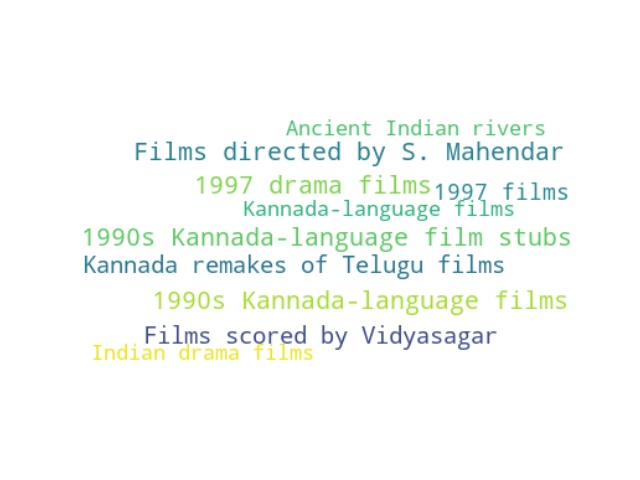 Ancient Indian rivers
Films directed by S. Mahendar
1997 drama films
1997 films
Kannada-language films
1990s Kannada-language film stubs
Kannada remakes of Telugu films
1990s Kannada-language films
Films scored by Vidyasagar
Indian drama films